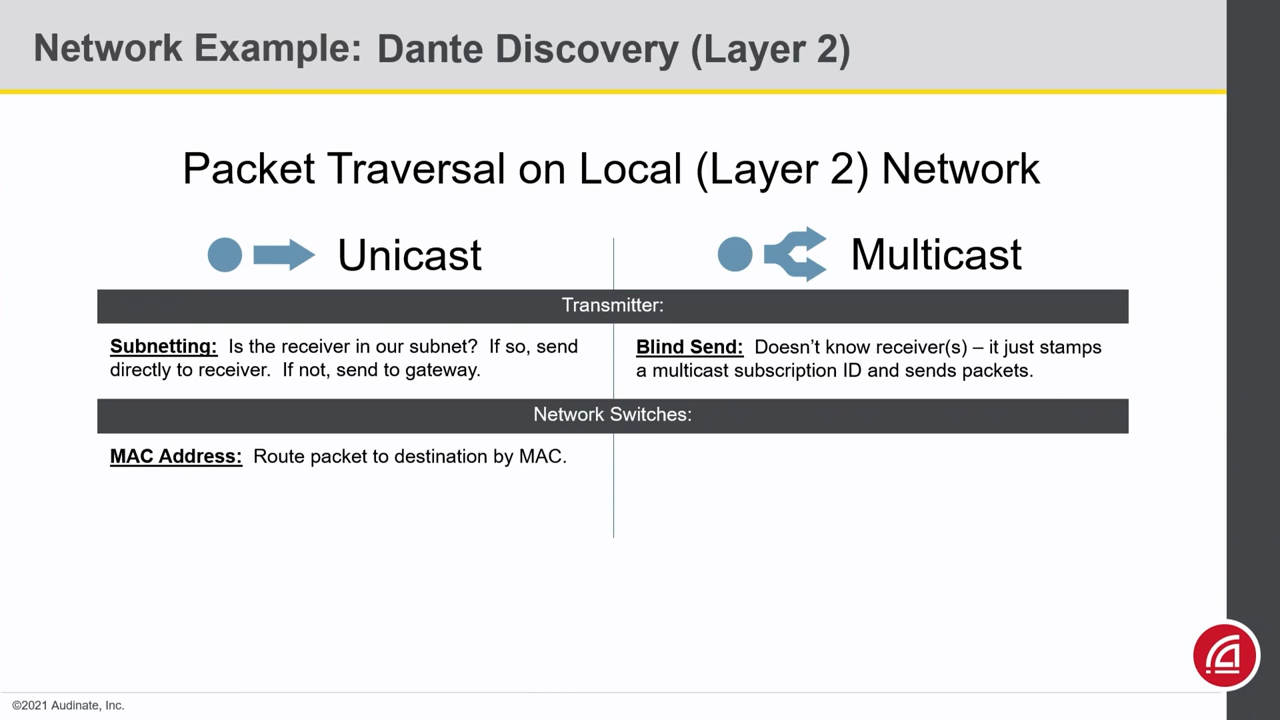 Network Example: Dante Discovery (Layer 2)
Packet Traversal on Local (Layer 2) Network
Unicast
Multicast
Transmitter:
Subnetting: Is the receiver in our subnet? If so, send
directly to receiver. If not, send to gateway.
Blind Send: Doesn’t know receiver(s) – it just stamps
a multicast subscription ID and sends packets.
Network Switches:
MAC Address: Route packet to destination by MAC.
©2021 Audinate, Inc.